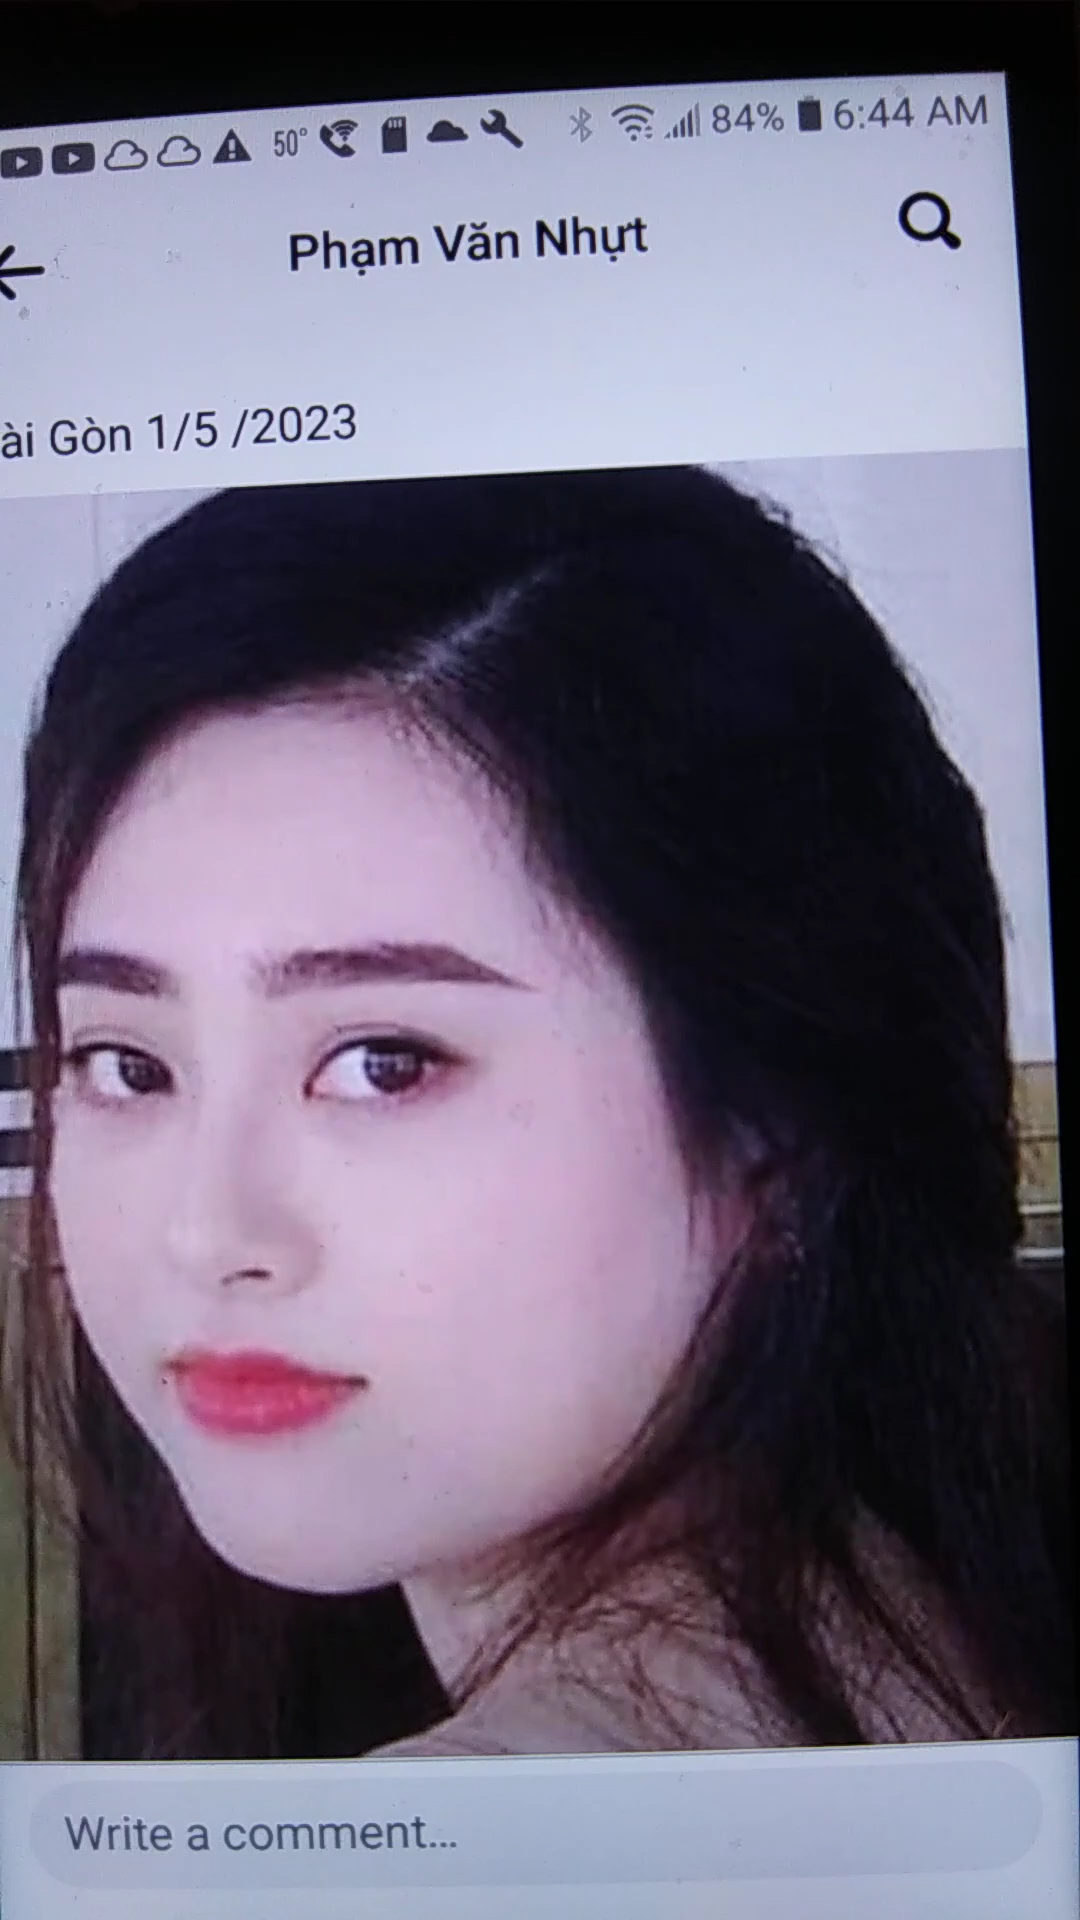 50° 84% 6:44 AM
Phạm Văn Nhựt
ài Gòn 1/5 /2023
Write a comment...